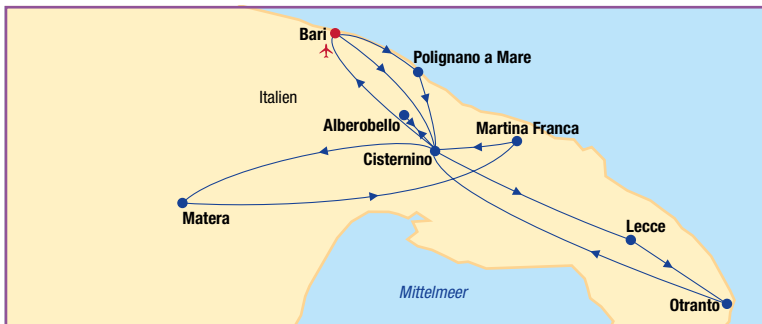 Bari
Polignano a Mare
Italien
Alberobello
Martina Franca
Cisternino
Matera
Lecce
Mittelmeer
Otranto